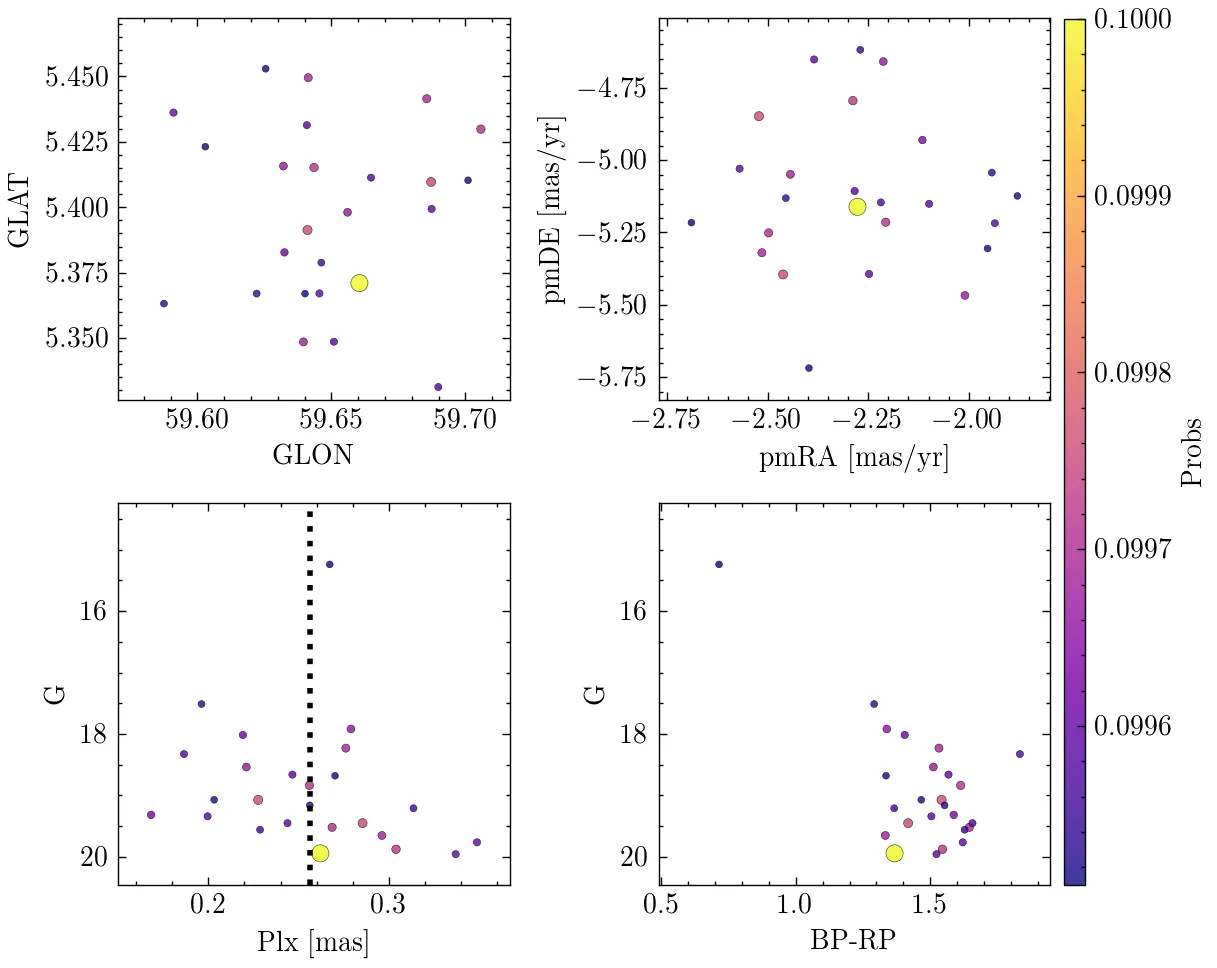 5.450
5.425
5.400
5.375
5.350
GLAT
59.60 59.65 59.70
GLON
−4.75
−5.00
−5.25
−5.50
−5.75
pmDE [mas/yr]
−2.75 −2.50 −2.25 −2.00
pmRA [mas/yr]
16
18
20
G
0.2 0.3
Plx [mas]
16
18
20
G
0.5 1.0 1.5
BP-RP
0.1000
0.0999
0.0998
0.0997
0.0996
Probs